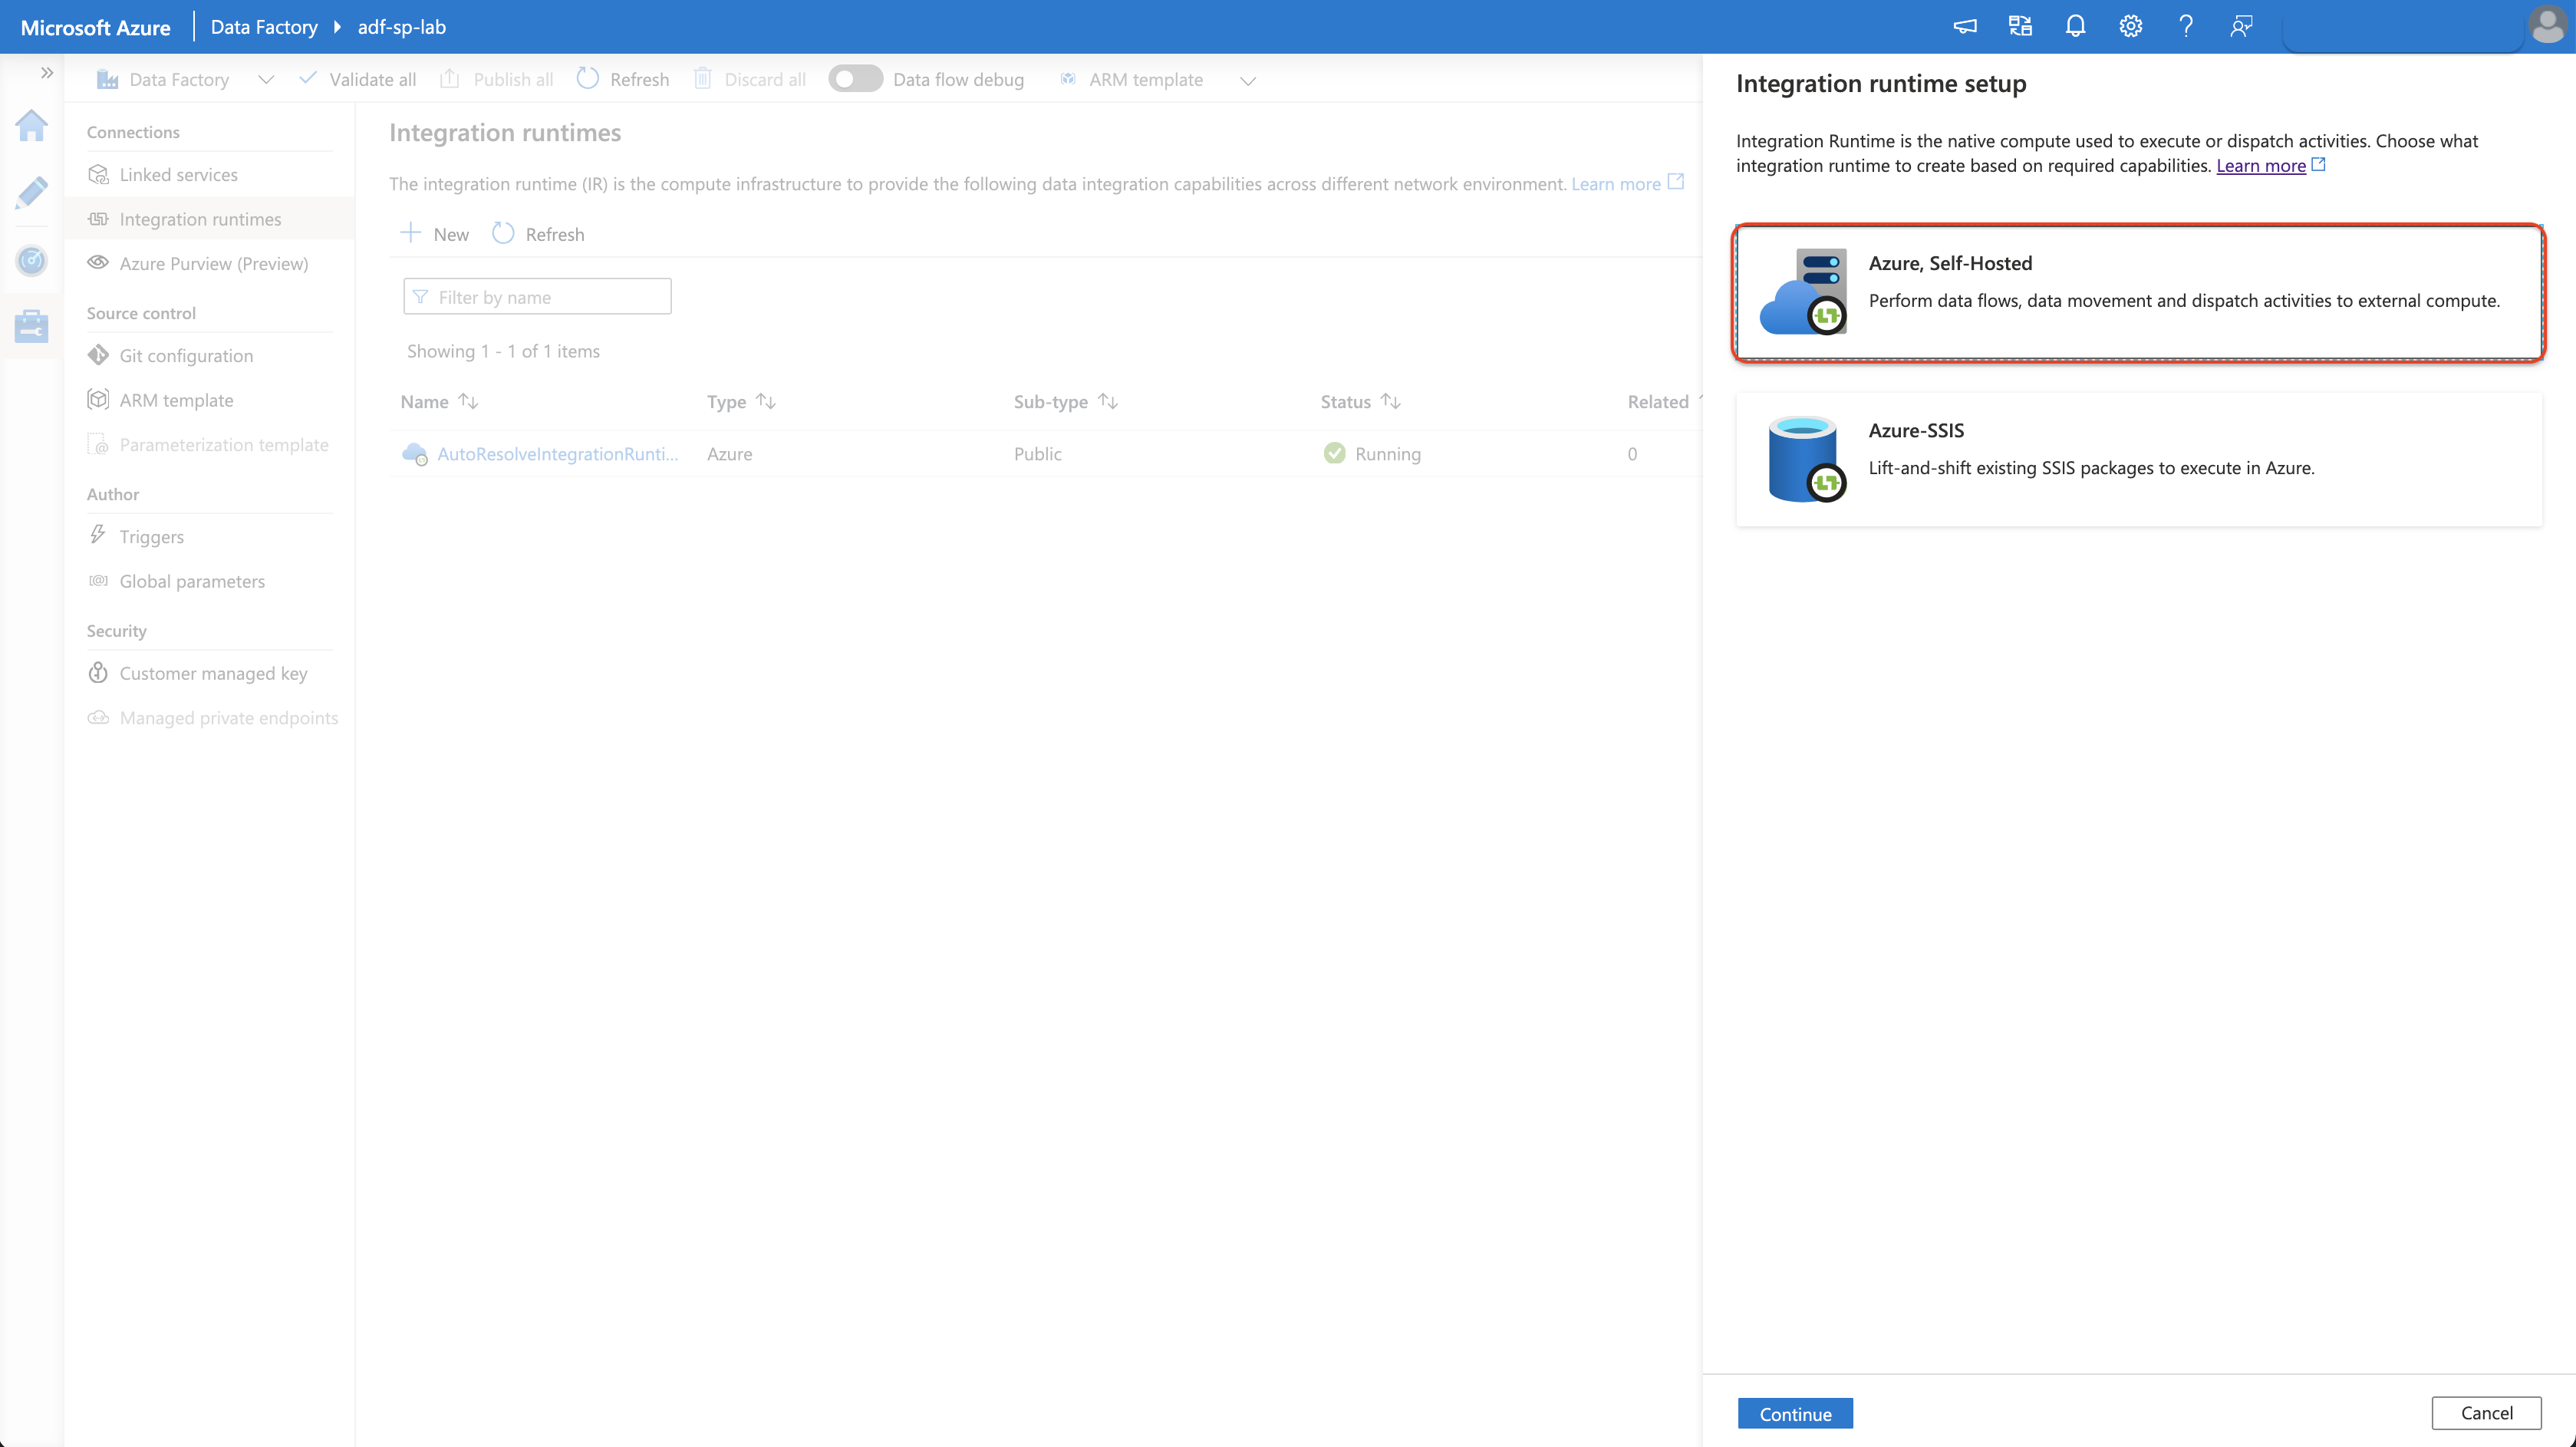 Microsoft Azure
Data Factory
adf-sp-lab
Data Factory
Validate all
Publish all
Refresh
Discard all
Data flow debug
ARM template
Connections
Linked services
Integration runtimes
Azure Purview (Preview)
Source control
Git configuration
ARM template
Parameterization template
Author
Triggers
Global parameters
Security
Customer managed key
Managed private endpoints
Integration runtimes
The integration runtime (IR) is the compute infrastructure to provide the following data integration capabilities across different network environment. Learn more
New
Refresh
Filter by name
Showing 1 - 1 of 1 items
Name Type Sub-type Status Related
AutoResolveIntegrationRunti... Azure Public Running 0
Integration runtime setup
Integration Runtime is the native compute used to execute or dispatch activities. Choose what
integration runtime to create based on required capabilities. Learn more
Azure, Self-Hosted
Perform data flows, data movement and dispatch activities to external compute.
Azure-SSIS
Lift-and-shift existing SSIS packages to execute in Azure.
Continue
Cancel